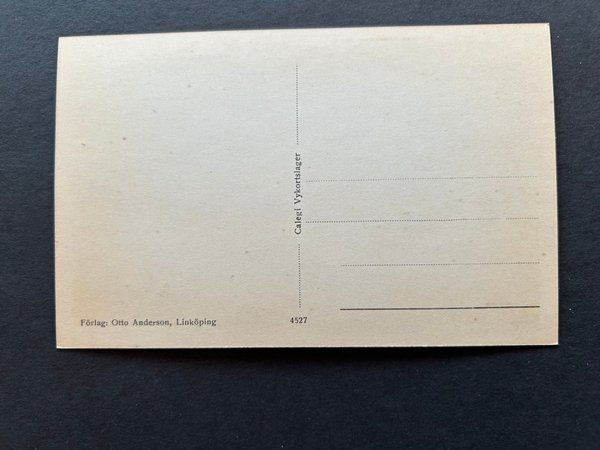 Calegi Vykortslager
Förlag: Otto Anderson, Linköping
4527